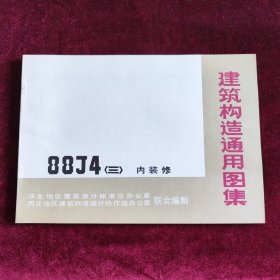 建筑构造通用图集
88J4(三) 内装修
华北地区建筑设计标准化办公室
西北地区建筑标准设计协作组办公室
联合编制